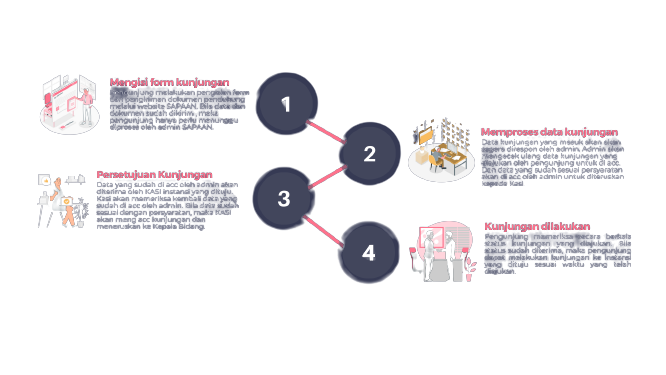 Mengisi form kunjungan
Pengunjung melakukan pengisian form
dan pengiriman dokumen pendukung
melalui website SAPAAN. Bila data dan
dokumen sudah dikirim, maka
pengunjung hanya perlu menunggu
diproses oleh admin SAPAAN.
1
2
Memproses data kunjungan
Data kunjungan yang masuk akan akan
segera direspon oleh admin. Admin akan
mengecek ulang data kunjungan yang
diajukan oleh pengunjung untuk di acc.
Dan data yang sudah sesuai persyaratan
akan di acc oleh admin untuk diteruskan
kepada Kasi
Persetujuan Kunjungan
Data yang sudah di acc oleh admin akan
diterima oleh KASI instansi yang dituju.
Kasi akan memeriksa kembali data yang
sudah di acc oleh admin. Bila data sudah
sesuai dengan persyaratan, maka KASI
akan meng acc kunjungan dan
meneruskan ke Kepala Bidang.
3
4
Kunjungan dilakukan
Pengunjung memeriksa secara berkala
status kunjungan yang diajukan. Bila
status sudah diterima, maka pengunjung
dapat melakukan kunjungan ke instansi
yang dituju sesuai waktu yang telah
diajukan.